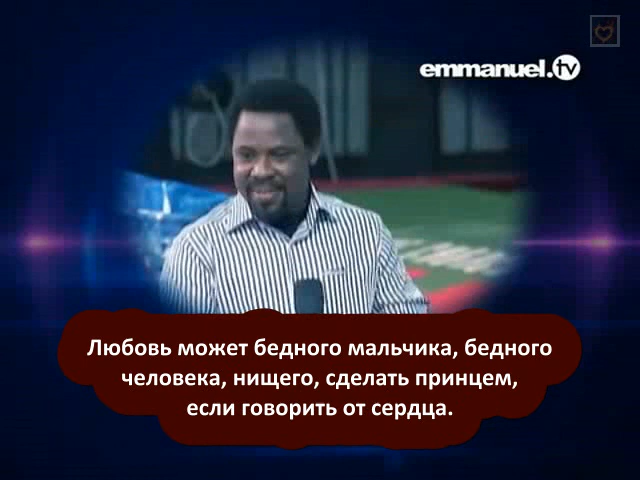 emmanuel.tv
Любовь может бедного мальчика, бедного
человека, нищего, сделать принцем,
если говорить от сердца.